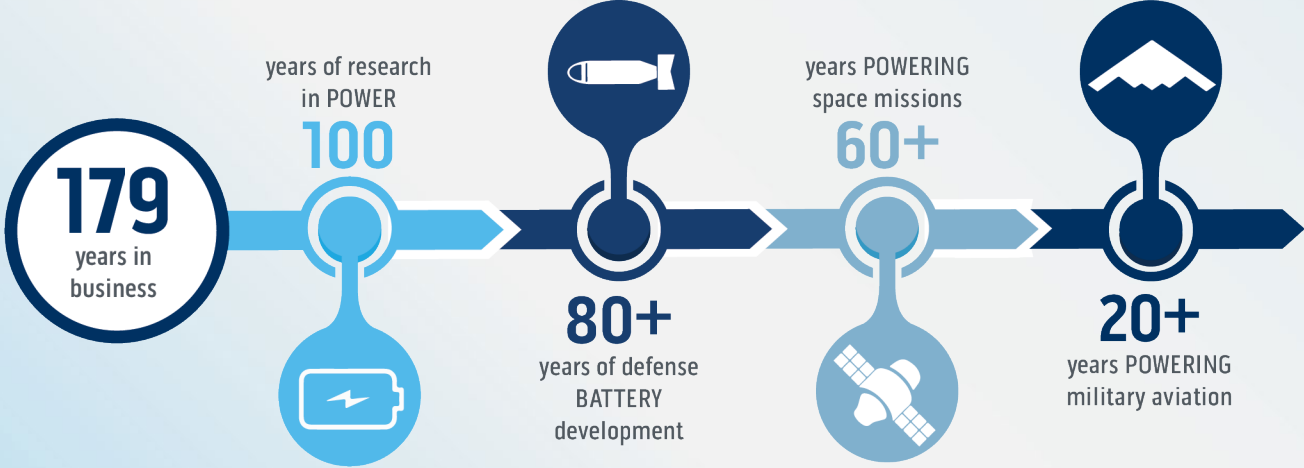 179
years in
business
years of research
in POWER
100
80+
years of defense
BATTERY
development
years POWERING
space missions
60+
20+
years POWERING
military aviation